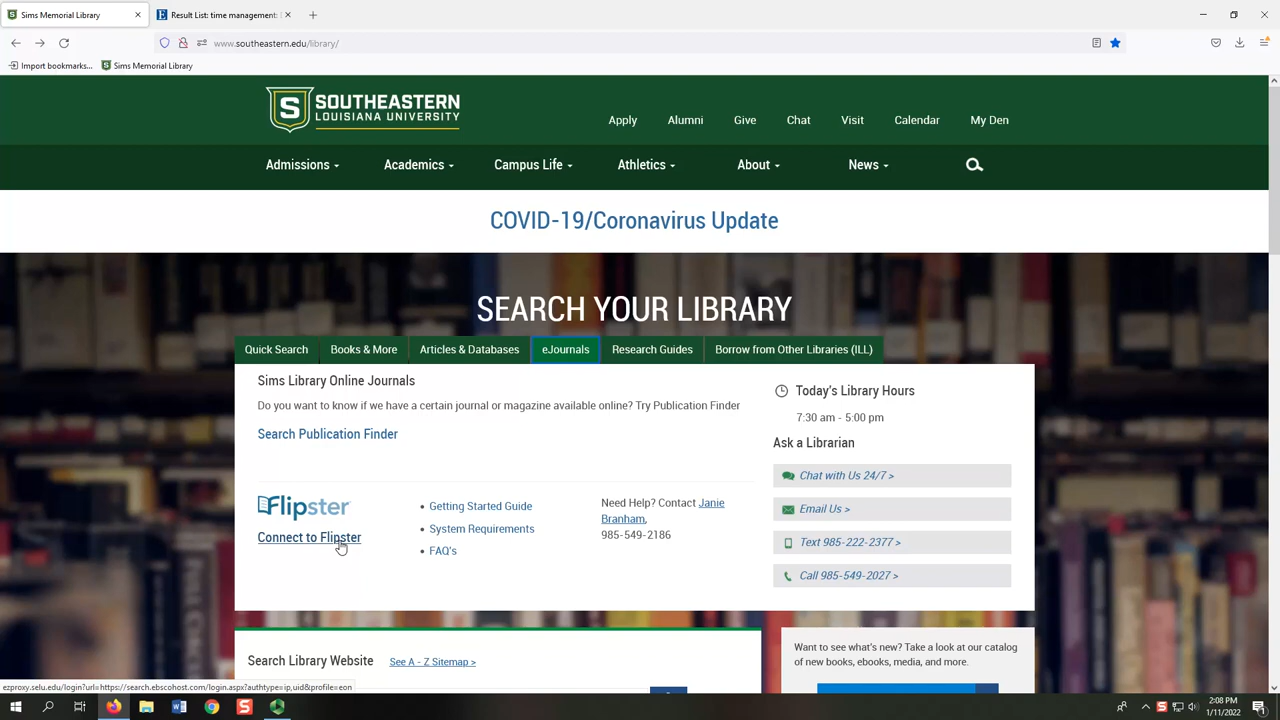 Sims Memorial Library
Result List: time management:
www.southeastern.edu/library/
Import bookmarks...
Sims Memorial Library
SOUTHEASTERN
LOUISIANA UNIVERSITY
Apply
Alumni
Give
Chat
Visit
Calendar
My Den
Admissions
Academics
Campus Life
Athletics
About
News
COVID-19/Coronavirus Update
SEARCH YOUR LIBRARY
Quick Search
Books & More
Articles & Databases
eJournals
Research Guides
Borrow from Other Libraries (ILL)
Sims Library Online Journals
Do you want to know if we have a certain journal or magazine available online? Try Publication Finder
Search Publication Finder
Flipster
Connect to Flipster
• Getting Started Guide
• System Requirements
• FAQ's
Need Help? Contact Janie
Branham,
985-549-2186
Today's Library Hours
7:30 am - 5:00 pm
Ask a Librarian
Chat with Us 24/7 >
Email Us >
Text 985-222-2377 >
Call 985-549-2027 >
Search Library Website
See A - Z Sitemap >
Want to see what's new? Take a look at our catalog
of new books, ebooks, media, and more.
ezproxy.selu.edu/login?url=https://search.ebscohost.com/login.aspx?authtype=ip,uid&profile=eon
2:08 PM
1/11/2022